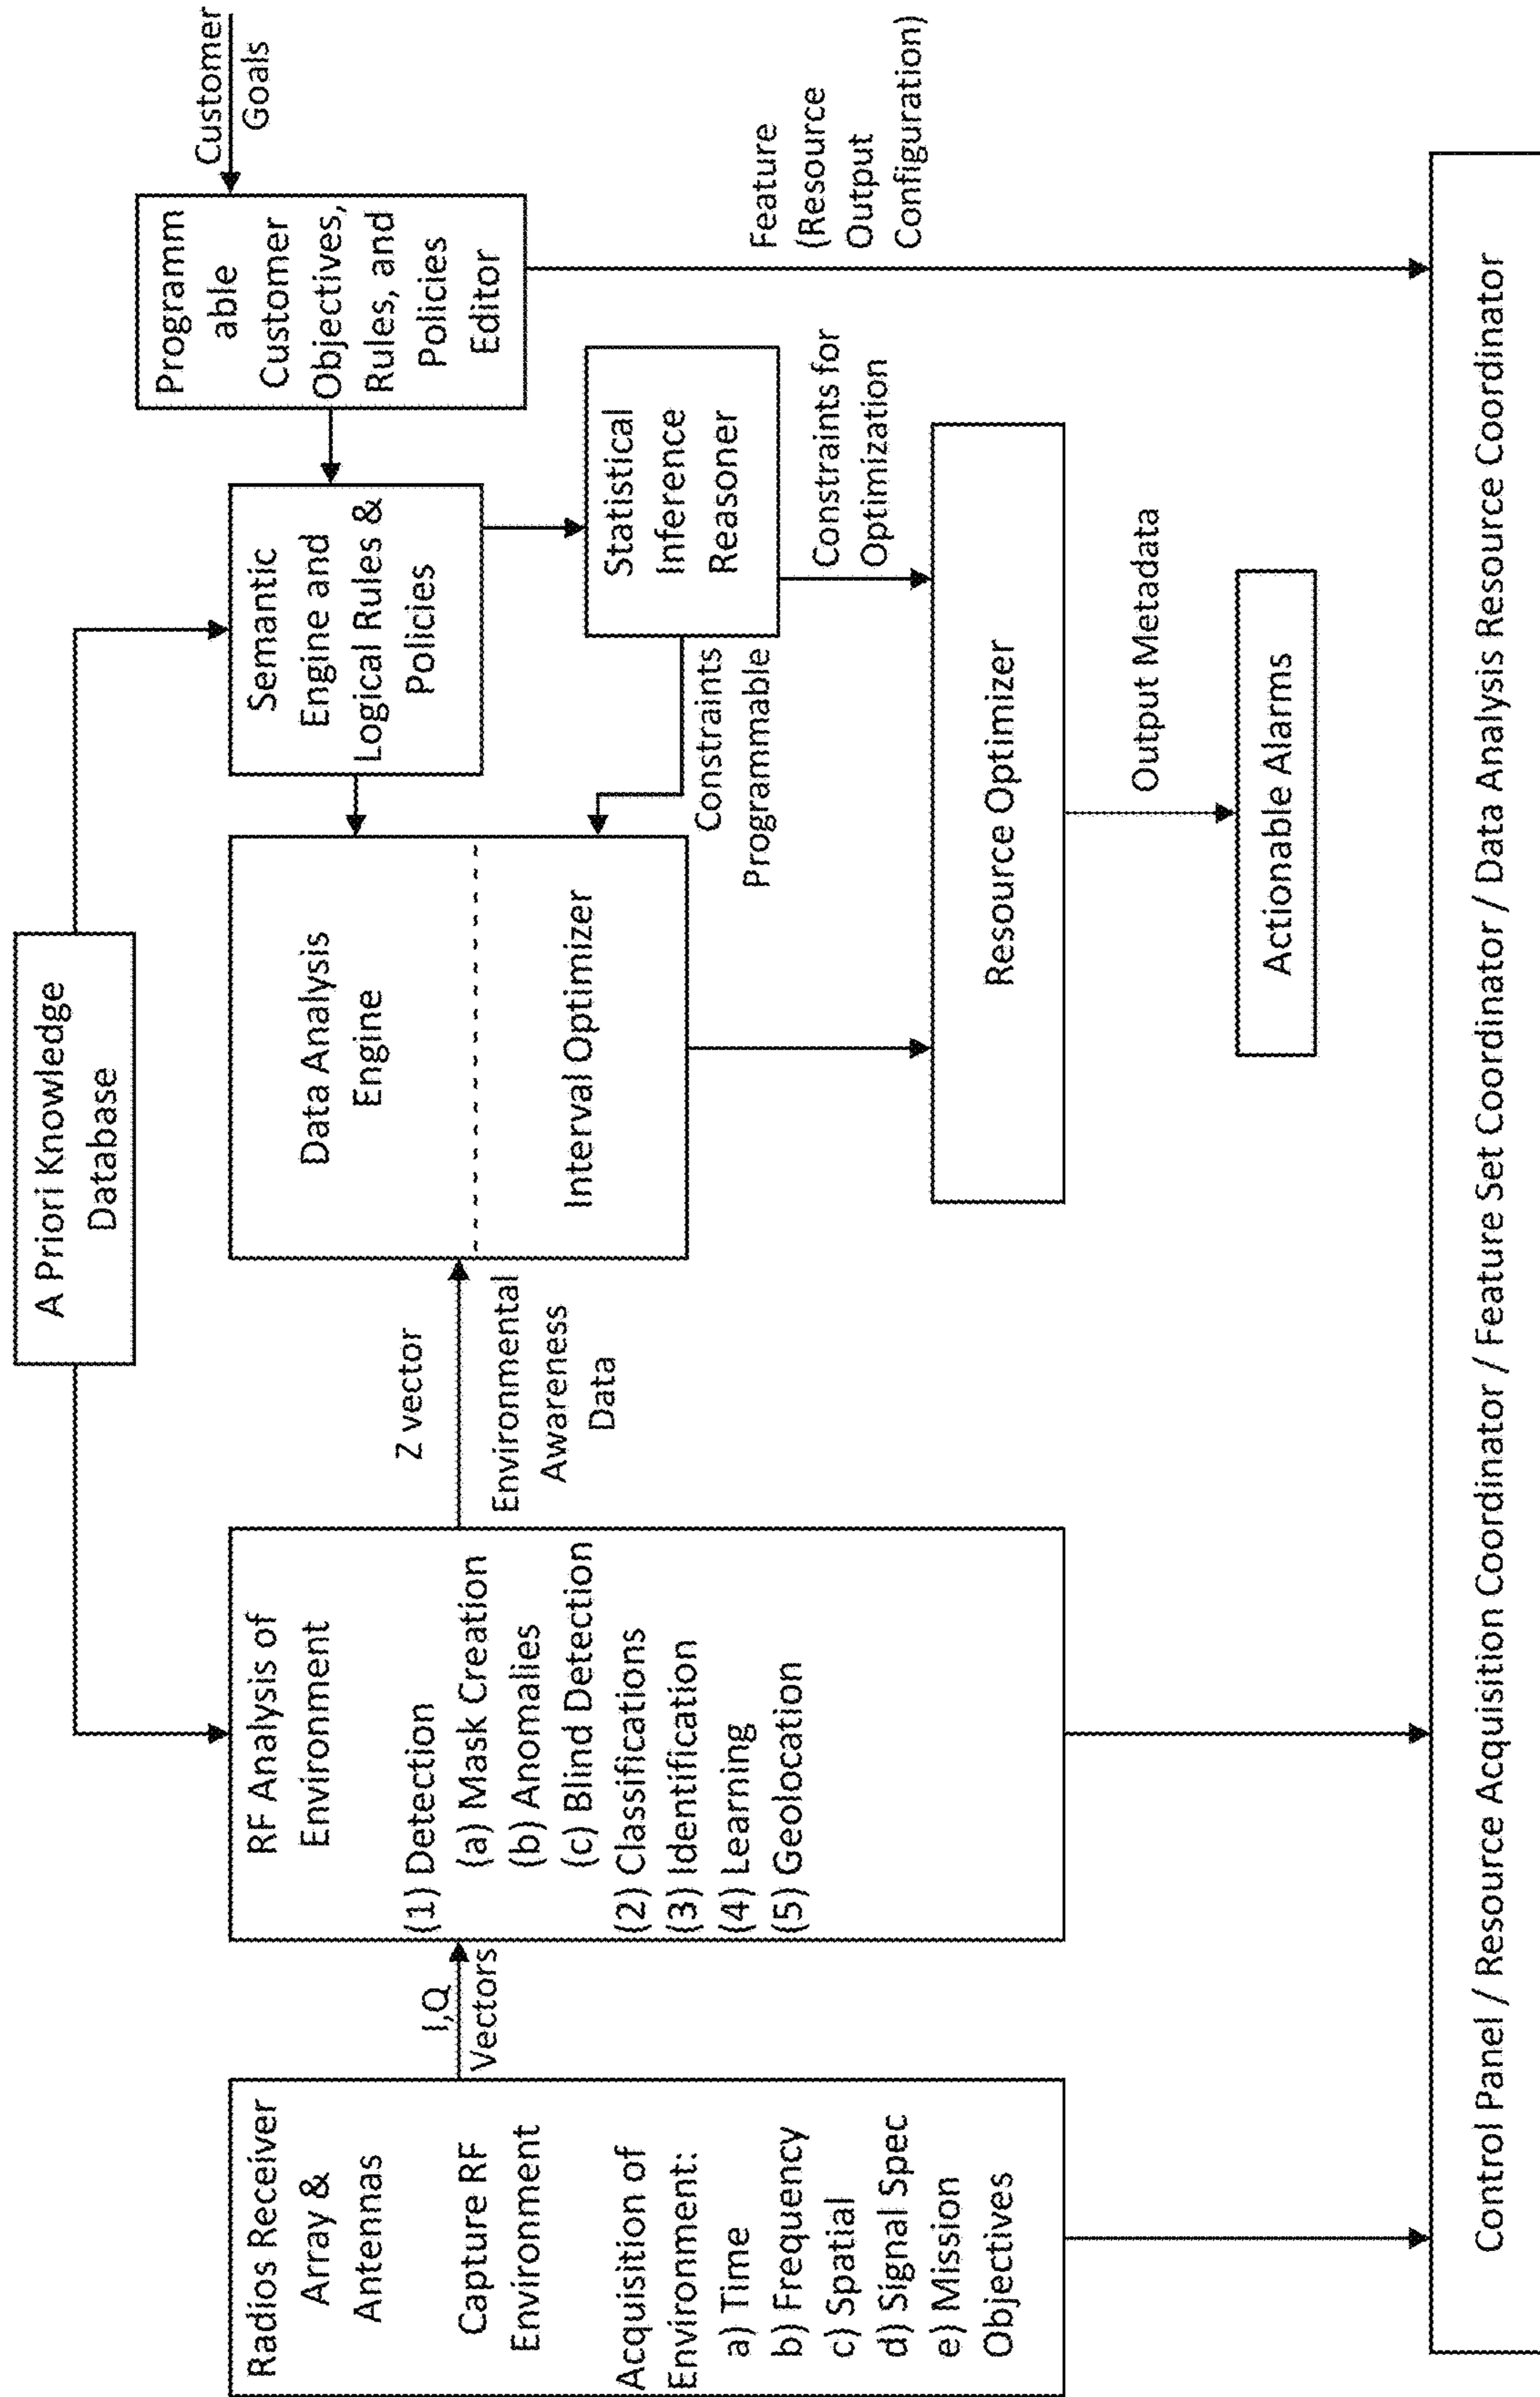 A Priori Knowledge
Database
Radios Receiver
Array &
Antennas
Capture RF
Environment
Acquisition of
Environment:
a) Time
b) Frequency
c) Spatial
d) Signal Spec
e) Mission
Objectives
I,Q
Vectors
RF Analysis of
Environment
(1) Detection
(a) Mask Creation
(b) Anomalies
(c) Blind Detection
(2) Classifications
(3) Identification
(4) Learning
(5) Geolocation
Z vector
Environmental
Awareness
Data
Data Analysis
Engine
Interval Optimizer
Semantic
Engine and
Logical Rules &
Policies
Programm
able
Customer
Objectives,
Rules, and
Policies
Editor
Customer
Goals
Statistical
Inference
Reasoner
Constraints
Programmable
Constraints for
Optimization
Feature
(Resource
Output
Configuration)
Resource Optimizer
Output Metadata
Actionable Alarms
Control Panel / Resource Acquisition Coordinator / Feature Set Coordinator / Data Analysis Resource Coordinator